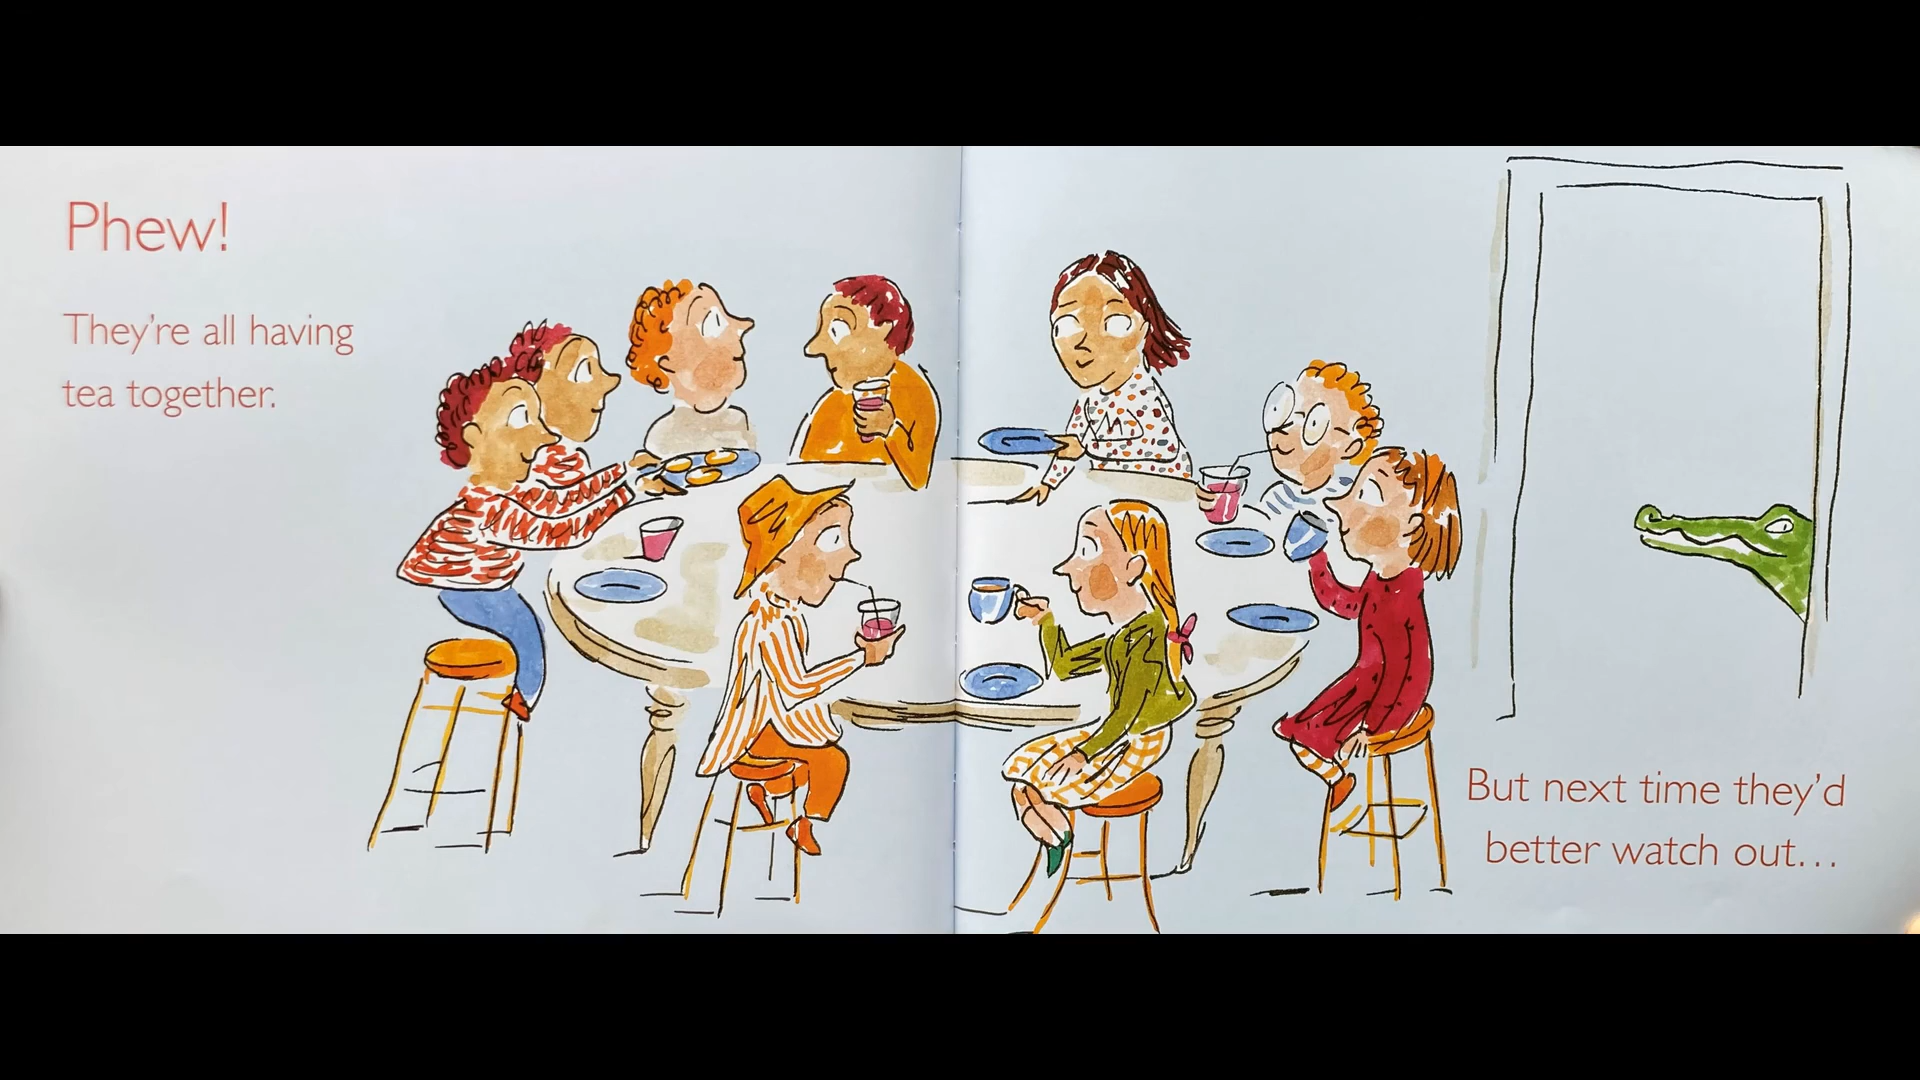 Phew!
They're all having
tea together.
But next time they'd
better watch out...